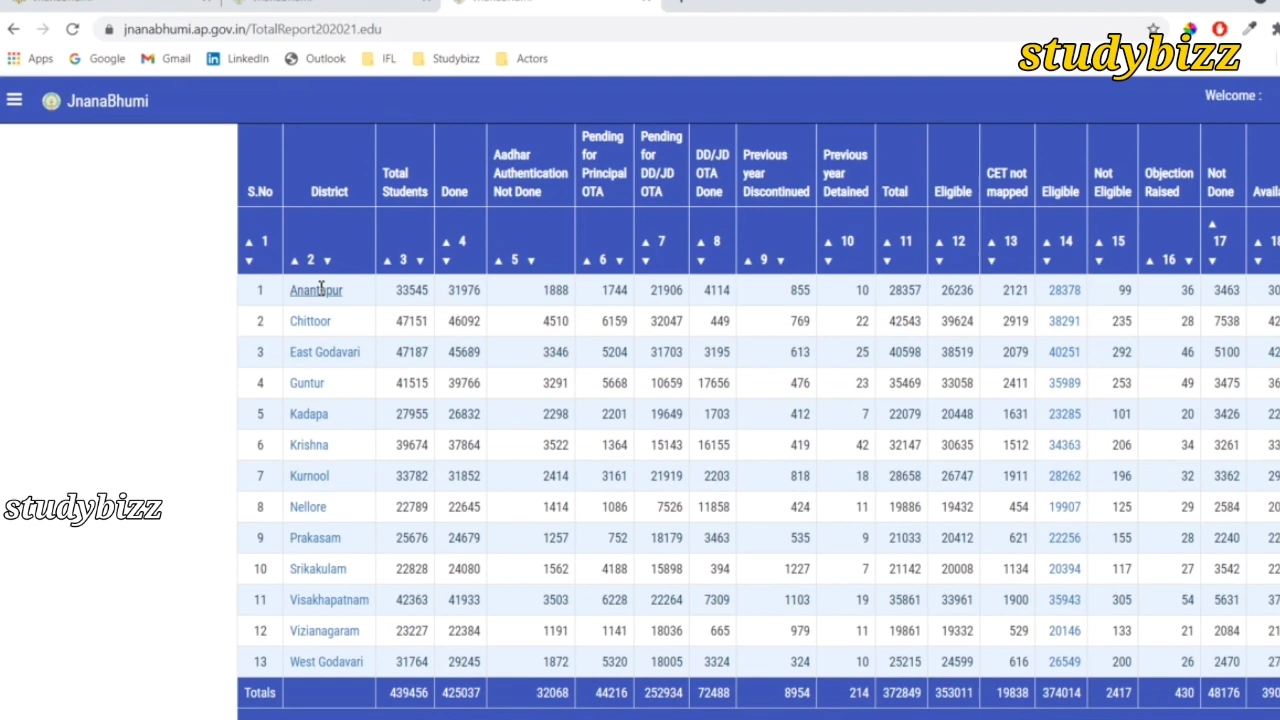 jnanabhumi.ap.gov.in/TotalReport202021.edu
Apps Google Gmail LinkedIn Outlook IFL Studybizz Actors
studybizz
JnanaBhumi Welcome :
S.No District Total Students Done Aadhar Authentication Not Done Pending for Principal OTA Pending for DD/JD OTA DD/JD OTA Done Previous year Discontinued Previous year Detained Total Eligible CET not mapped Eligible Not Eligible Objection Raised Not Done
▲ 1 ▼ ▲ 2 ▼ ▲ 3 ▼ ▲ 4 ▼ ▲ 5 ▼ ▲ 6 ▼ ▲ 7 ▼ ▲ 8 ▼ ▲ 9 ▼ ▲ 10 ▼ ▲ 11 ▼ ▲ 12 ▼ ▲ 13 ▼ ▲ 14 ▼ ▲ 15 ▼ ▲ 16 ▼ ▲ 17 ▼
1 Anantapur 33545 31976 1888 1744 21906 4114 855 10 28357 26236 2121 28378 99 36 3463
2 Chittoor 47151 46092 4510 6159 32047 449 769 22 42543 39624 2919 38291 235 28 7538
3 East Godavari 47187 45689 3346 5204 31703 3195 613 25 40598 38519 2079 40251 292 46 5100
4 Guntur 41515 39766 3291 5668 10659 17656 476 23 35469 33058 2411 35989 253 49 3475
5 Kadapa 27955 26832 2298 2201 19649 1703 412 7 22079 20448 1631 23285 101 20 3426
6 Krishna 39674 37864 3522 1364 15143 16155 419 42 32147 30635 1512 34363 206 34 3261
7 Kurnool 33782 31852 2414 3161 21919 2203 818 18 28658 26747 1911 28262 196 32 3362
studybizz
8 Nellore 22789 22645 1414 1086 7526 11858 424 11 19886 19432 454 19907 125 29 2584
9 Prakasam 25676 24679 1257 752 18179 3463 535 9 21033 20412 621 22256 155 28 2240
10 Srikakulam 22828 24080 1562 4188 15898 394 1227 7 21142 20008 1134 20394 117 27 3542
11 Visakhapatnam 42363 41933 3503 6228 22264 7309 1103 19 35861 33961 1900 35943 305 54 5631
12 Vizianagaram 23227 22384 1191 1141 18036 665 979 11 19861 19332 529 20146 133 21 2084
13 West Godavari 31764 29245 1872 5320 18005 3324 324 10 25215 24599 616 26549 200 26 2470
Totals 439456 425037 32068 44216 252934 72488 8954 214 372849 353011 19838 374014 2417 430 48176